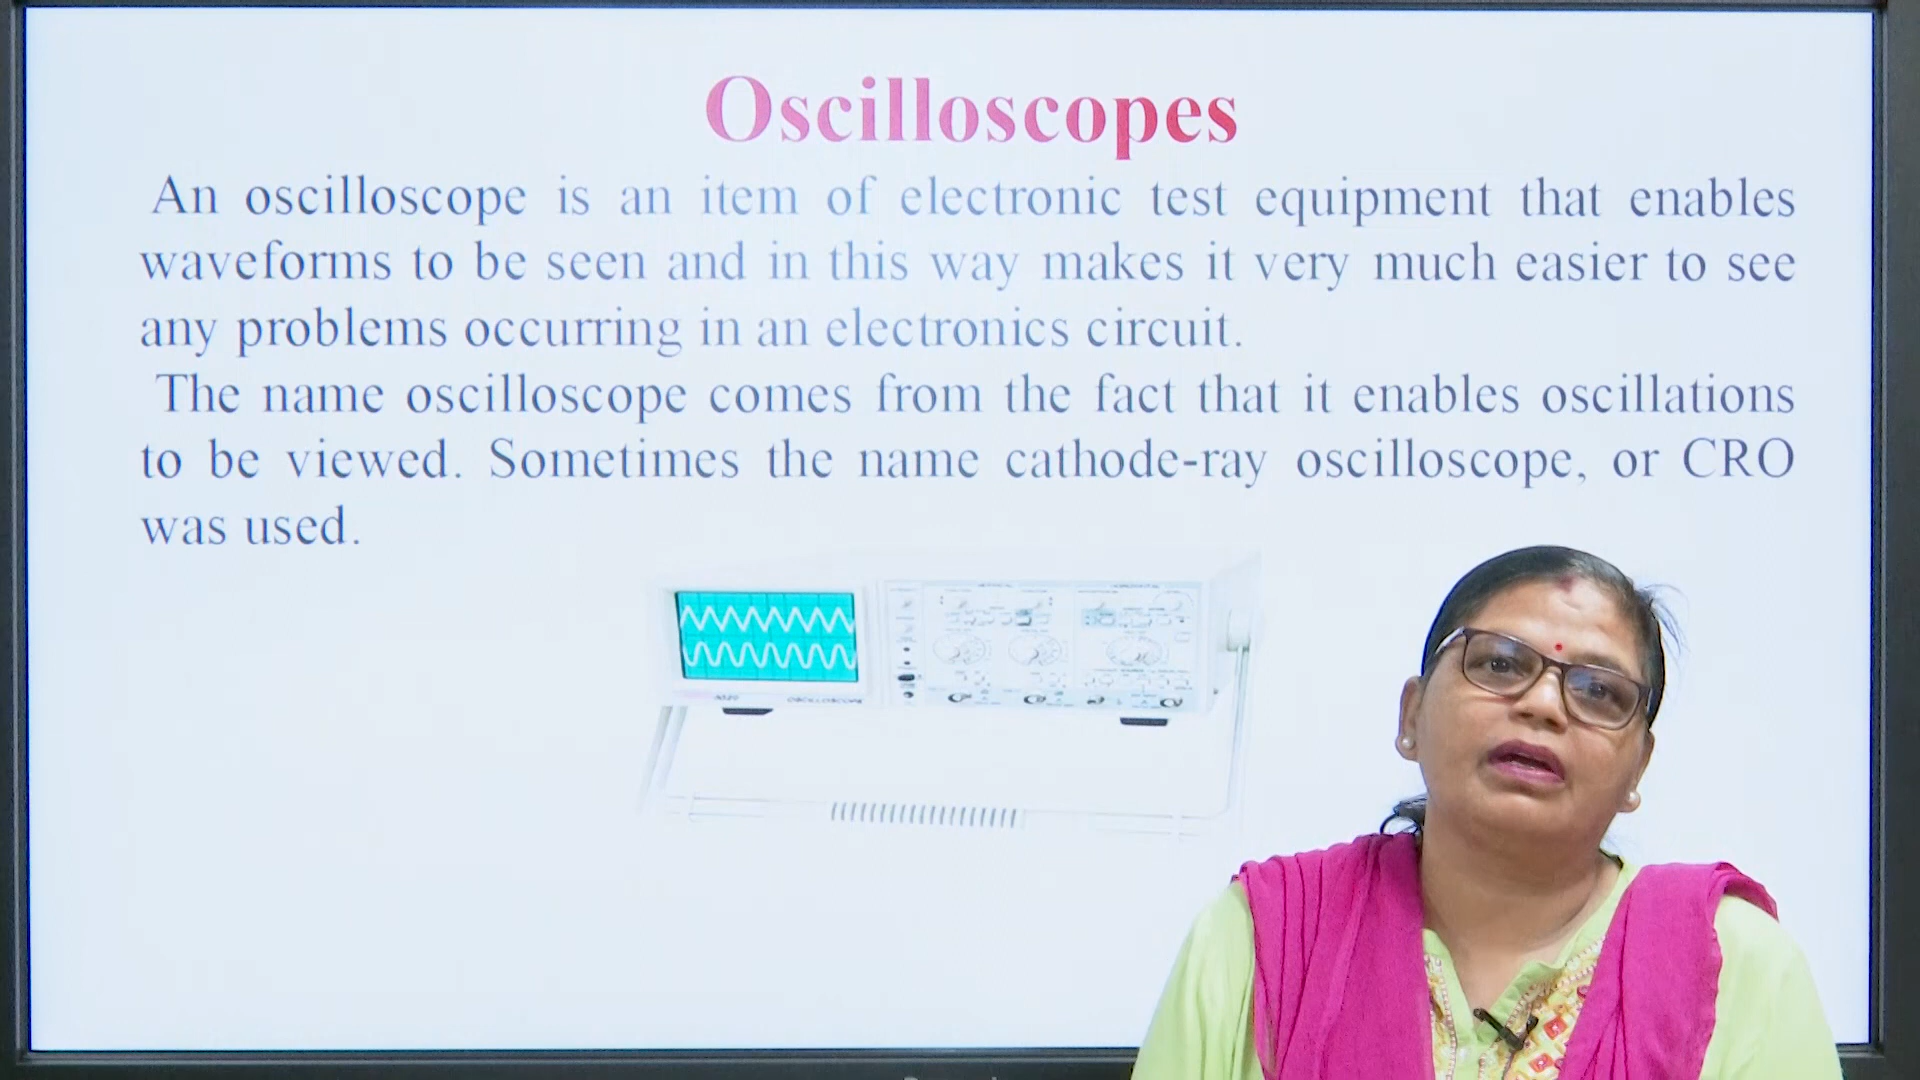 Oscilloscopes
An oscilloscope is an item of electronic test equipment that enables
waveforms to be seen and in this way makes it very much easier to see
any problems occurring in an electronics circuit.
The name oscilloscope comes from the fact that it enables oscillations
to be viewed. Sometimes the name cathode-ray oscilloscope, or CRO
was used.
OSCILLOSCOPE